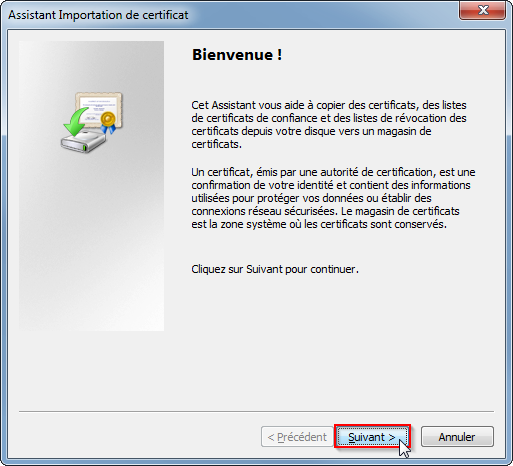 Assistant Importation de certificat
Bienvenue !
Cet Assistant vous aide à copier des certificats, des listes
de certificats de confiance et des listes de révocation des
certificats depuis votre disque vers un magasin de
certificats.
Un certificat, émis par une autorité de certification, est une
confirmation de votre identité et contient des informations
utilisées pour protéger vos données ou établir des
connexions réseau sécurisées. Le magasin de certificats
est la zone système où les certificats sont conservés.
Cliquez sur Suivant pour continuer.
< Précédent Suivant > Annuler